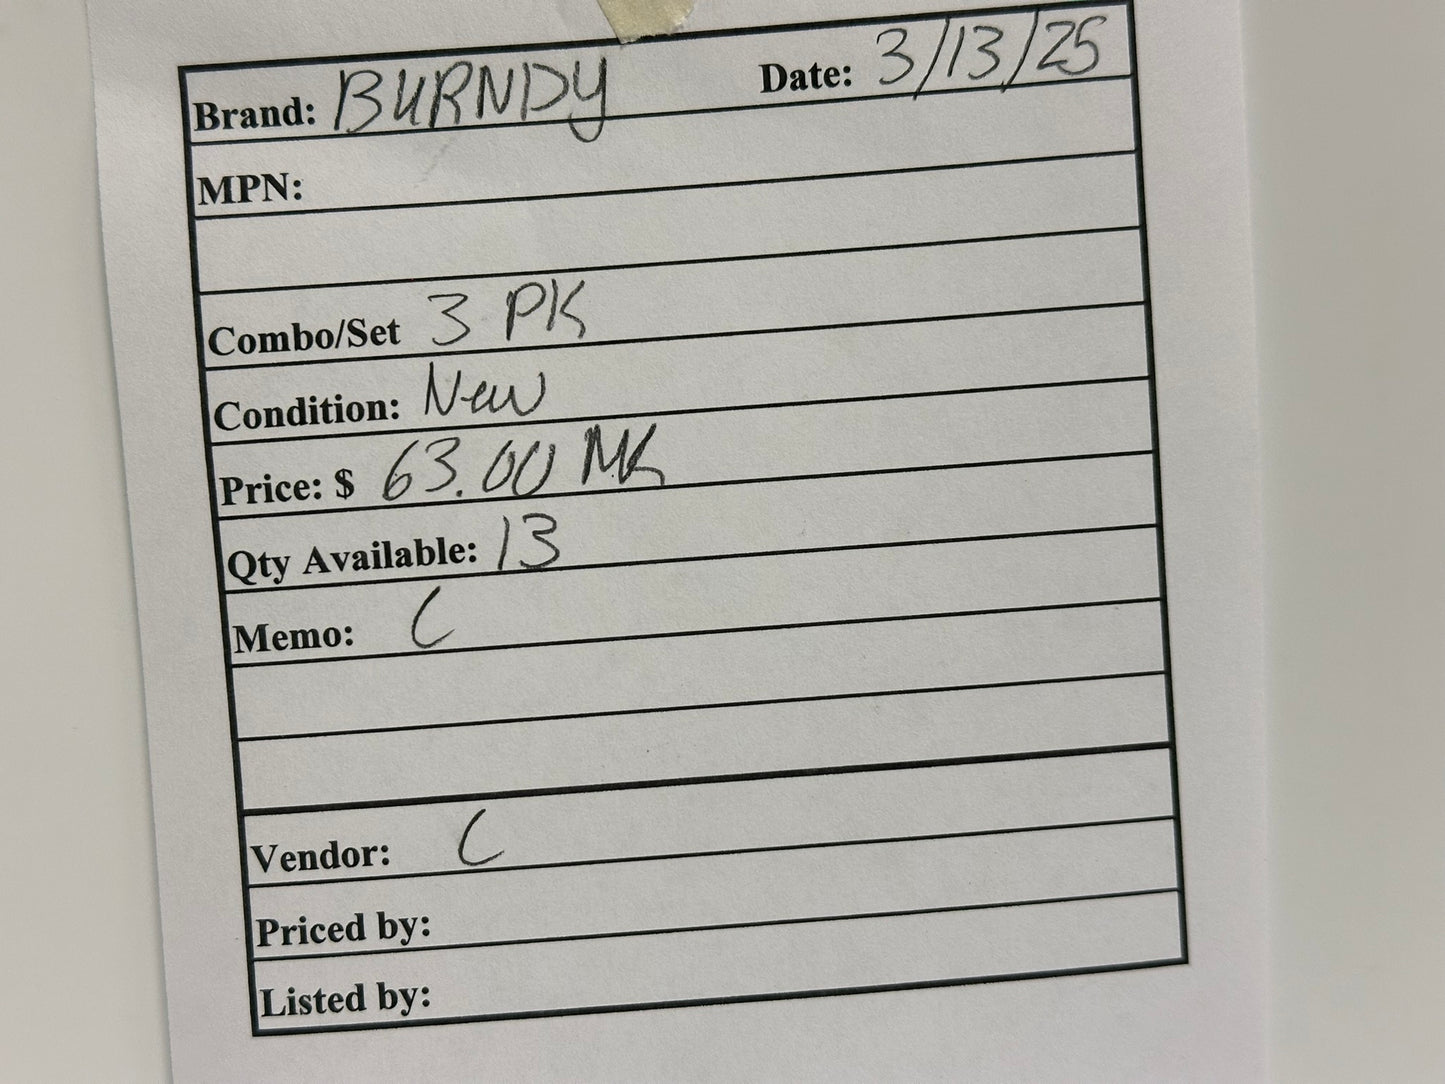 Brand: BURNDY Date: 3/13/25
MPN:
Combo/Set 3 PK
Condition: New
Price: $ 63.00 MK
Qty Available: 13
Memo: C
Vendor: C
Priced by:
Listed by: